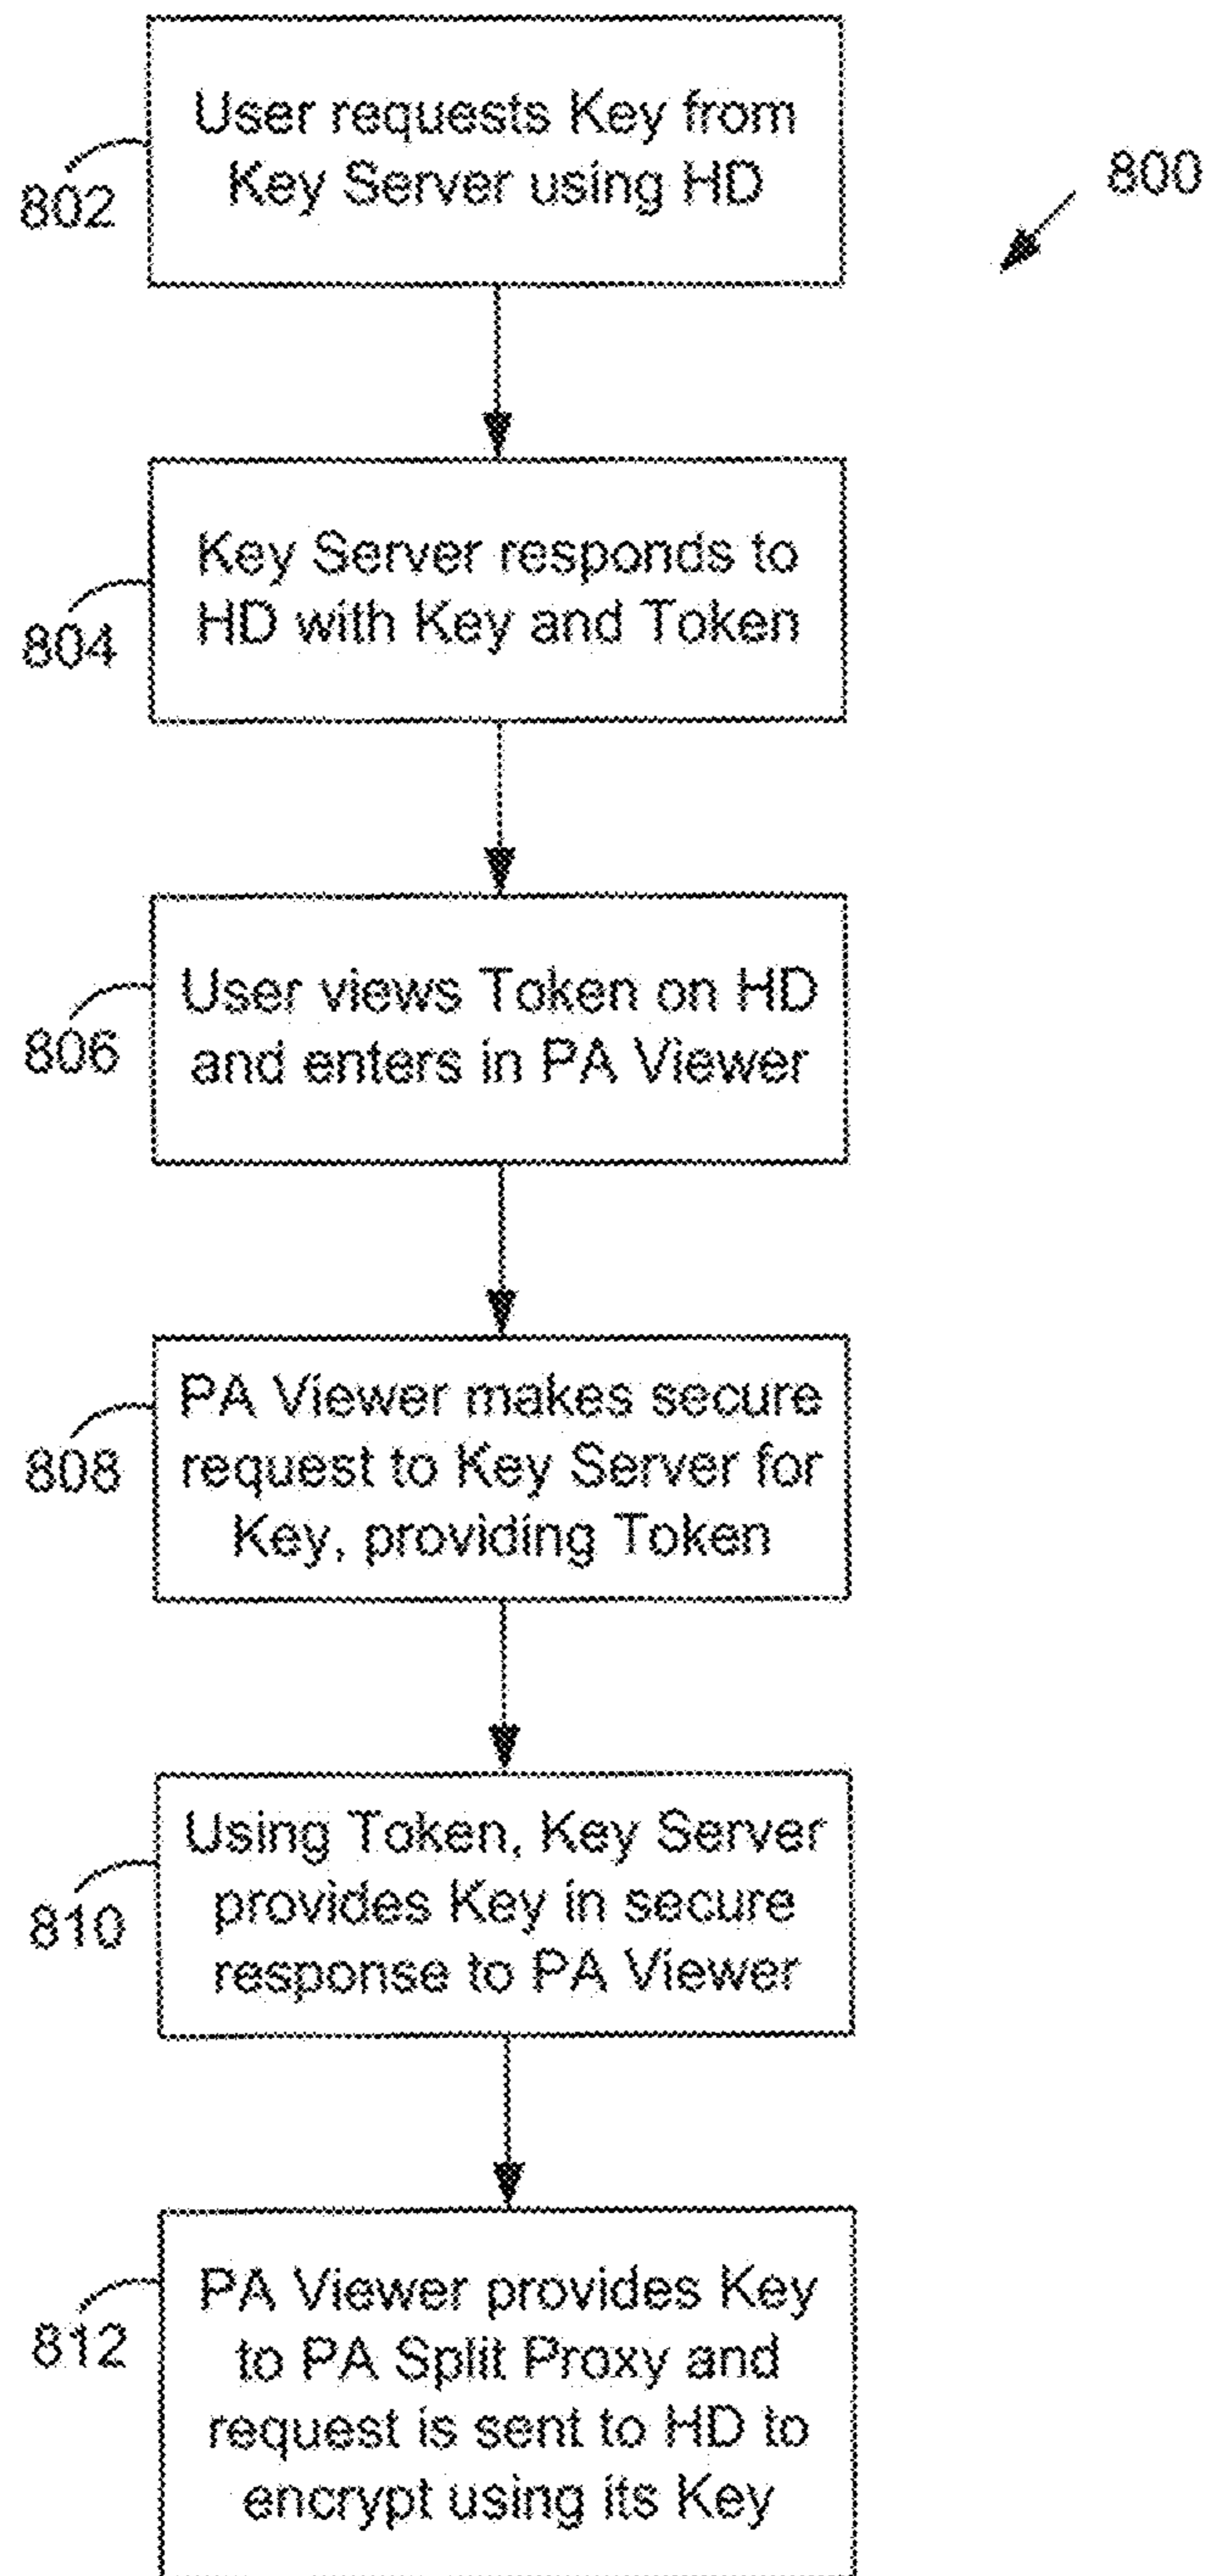 User requests Key from
Key Server using HD
802
800
Key Server responds to
HD with Key and Token
804
User views Token on HD
and enters in PA Viewer
806
PA Viewer makes secure
request to Key Server for
Key, providing Token
808
Using Token, Key Server
provides Key in secure
response to PA Viewer
810
PA Viewer provides Key
to PA Split Proxy and
request is sent to HD to
encrypt using its Key
812